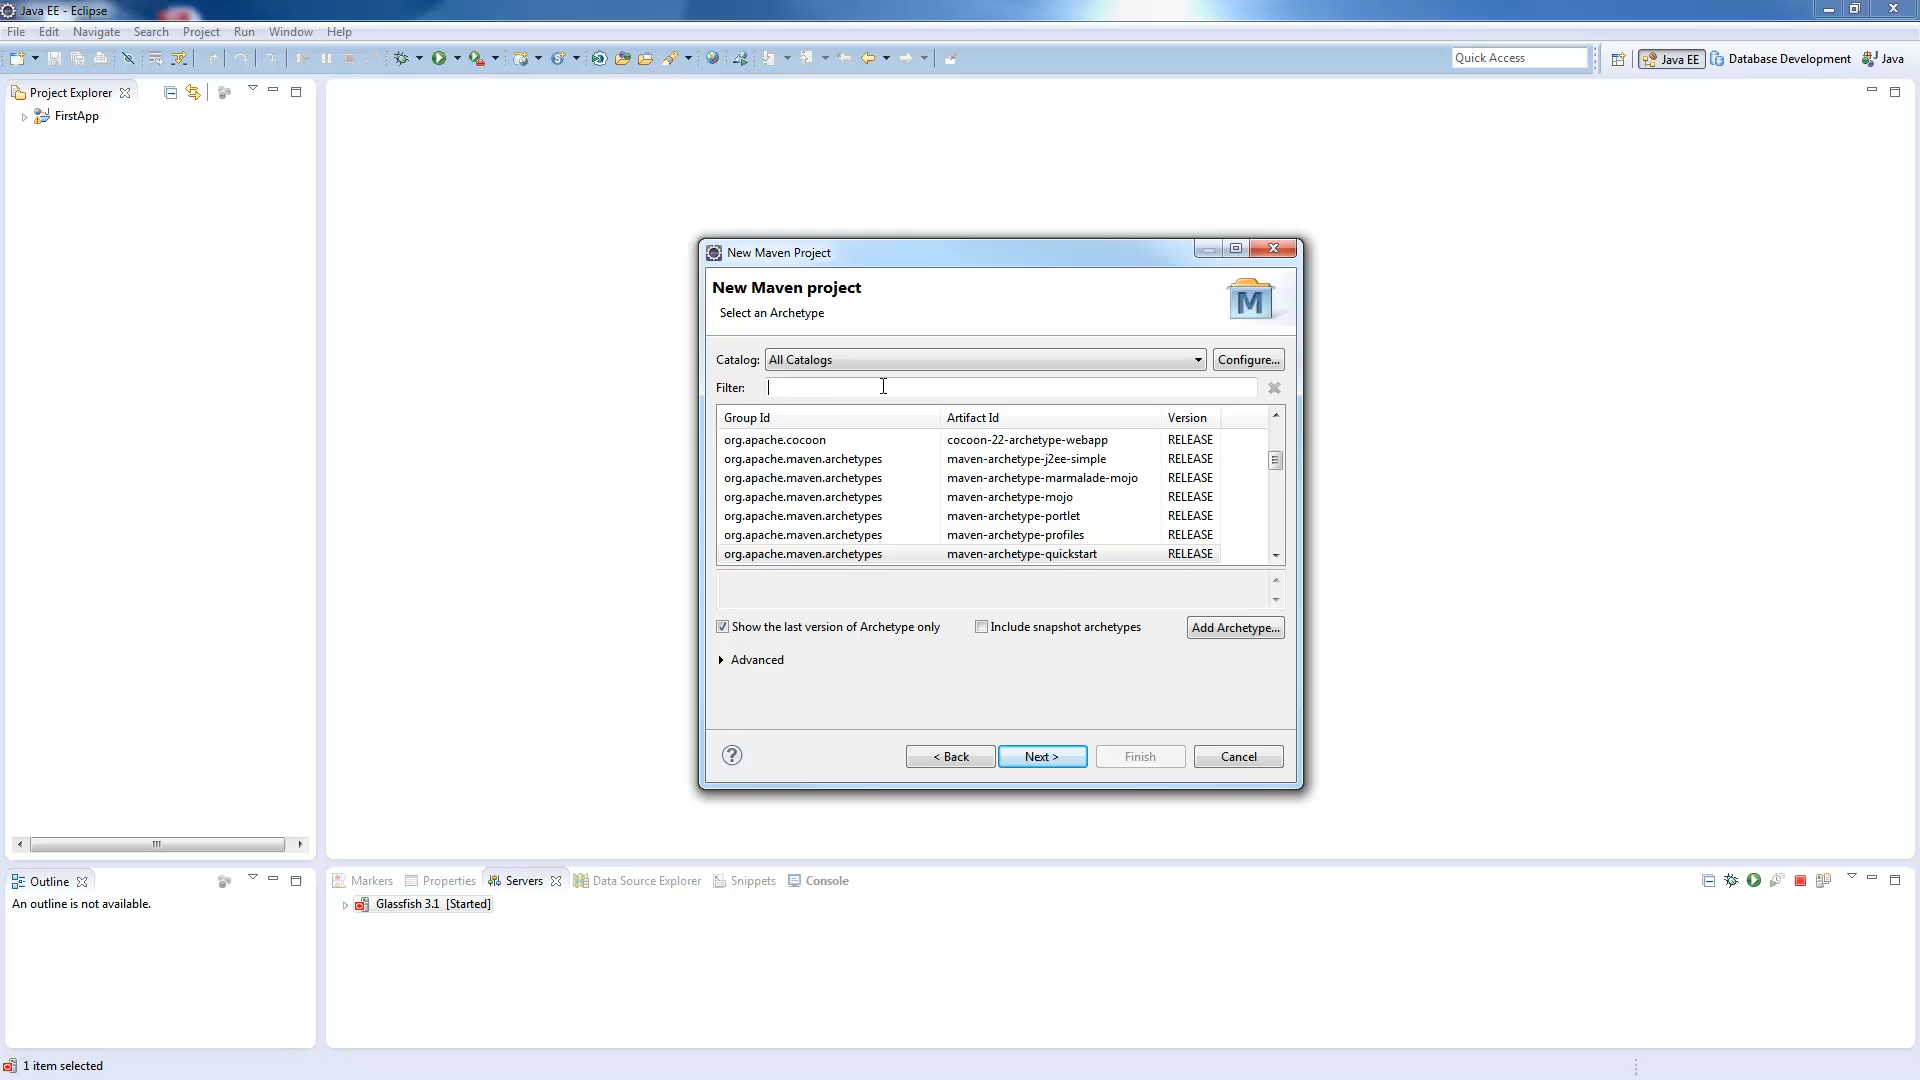 Java EE - Eclipse
File Edit Navigate Search Project Run Window Help
Quick Access
Java EE Database Development Java
Project Explorer
FirstApp
New Maven Project
New Maven project
M
Select an Archetype
Catalog: All Catalogs Configure...
Filter:
Group Id Artifact Id Version
org.apache.cocoon cocoon-22-archetype-webapp RELEASE
org.apache.maven.archetypes maven-archetype-j2ee-simple RELEASE
org.apache.maven.archetypes maven-archetype-marmalade-mojo RELEASE
org.apache.maven.archetypes maven-archetype-mojo RELEASE
org.apache.maven.archetypes maven-archetype-portlet RELEASE
org.apache.maven.archetypes maven-archetype-profiles RELEASE
org.apache.maven.archetypes maven-archetype-quickstart RELEASE
Show the last version of Archetype only Include snapshot archetypes Add Archetype...
Advanced
? < Back Next > Finish Cancel
Outline
An outline is not available.
Markers Properties Servers Data Source Explorer Snippets Console
Glassfish 3.1 [Started]
1 item selected